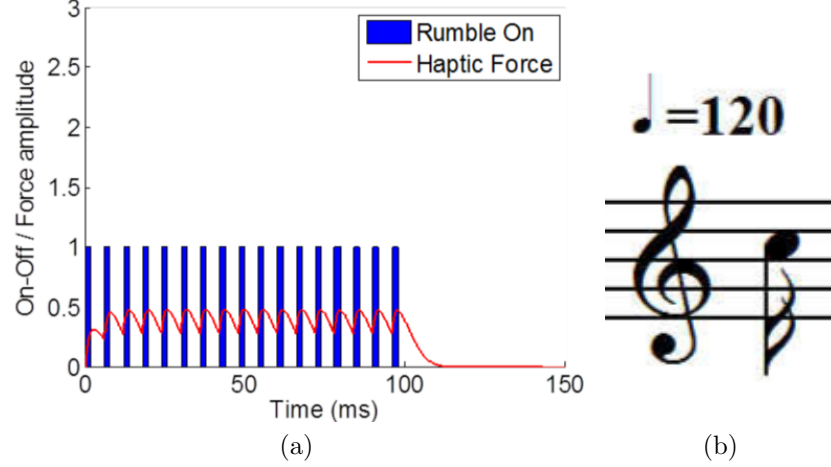 3
2.5
2
1.5
1
0.5
0
On-Off / Force amplitude
Rumble On
Haptic Force
0 50 100 150
Time (ms)
(a)
=120
(b)